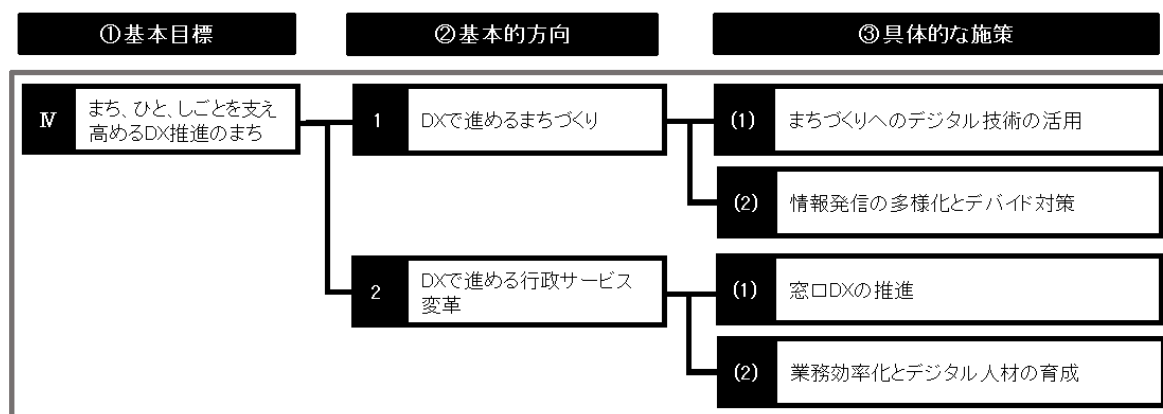 ①基本目標
②基本的方向
③具体的な施策
Ⅳ
まち、ひと、しごとを支え
高めるDX推進のまち
1
DXで進めるまちづくり
(1)
まちづくりへのデジタル技術の活用
(2)
情報発信の多様化とデバイド対策
2
DXで進める行政サービス
変革
(1)
窓口DXの推進
(2)
業務効率化とデジタル人材の育成